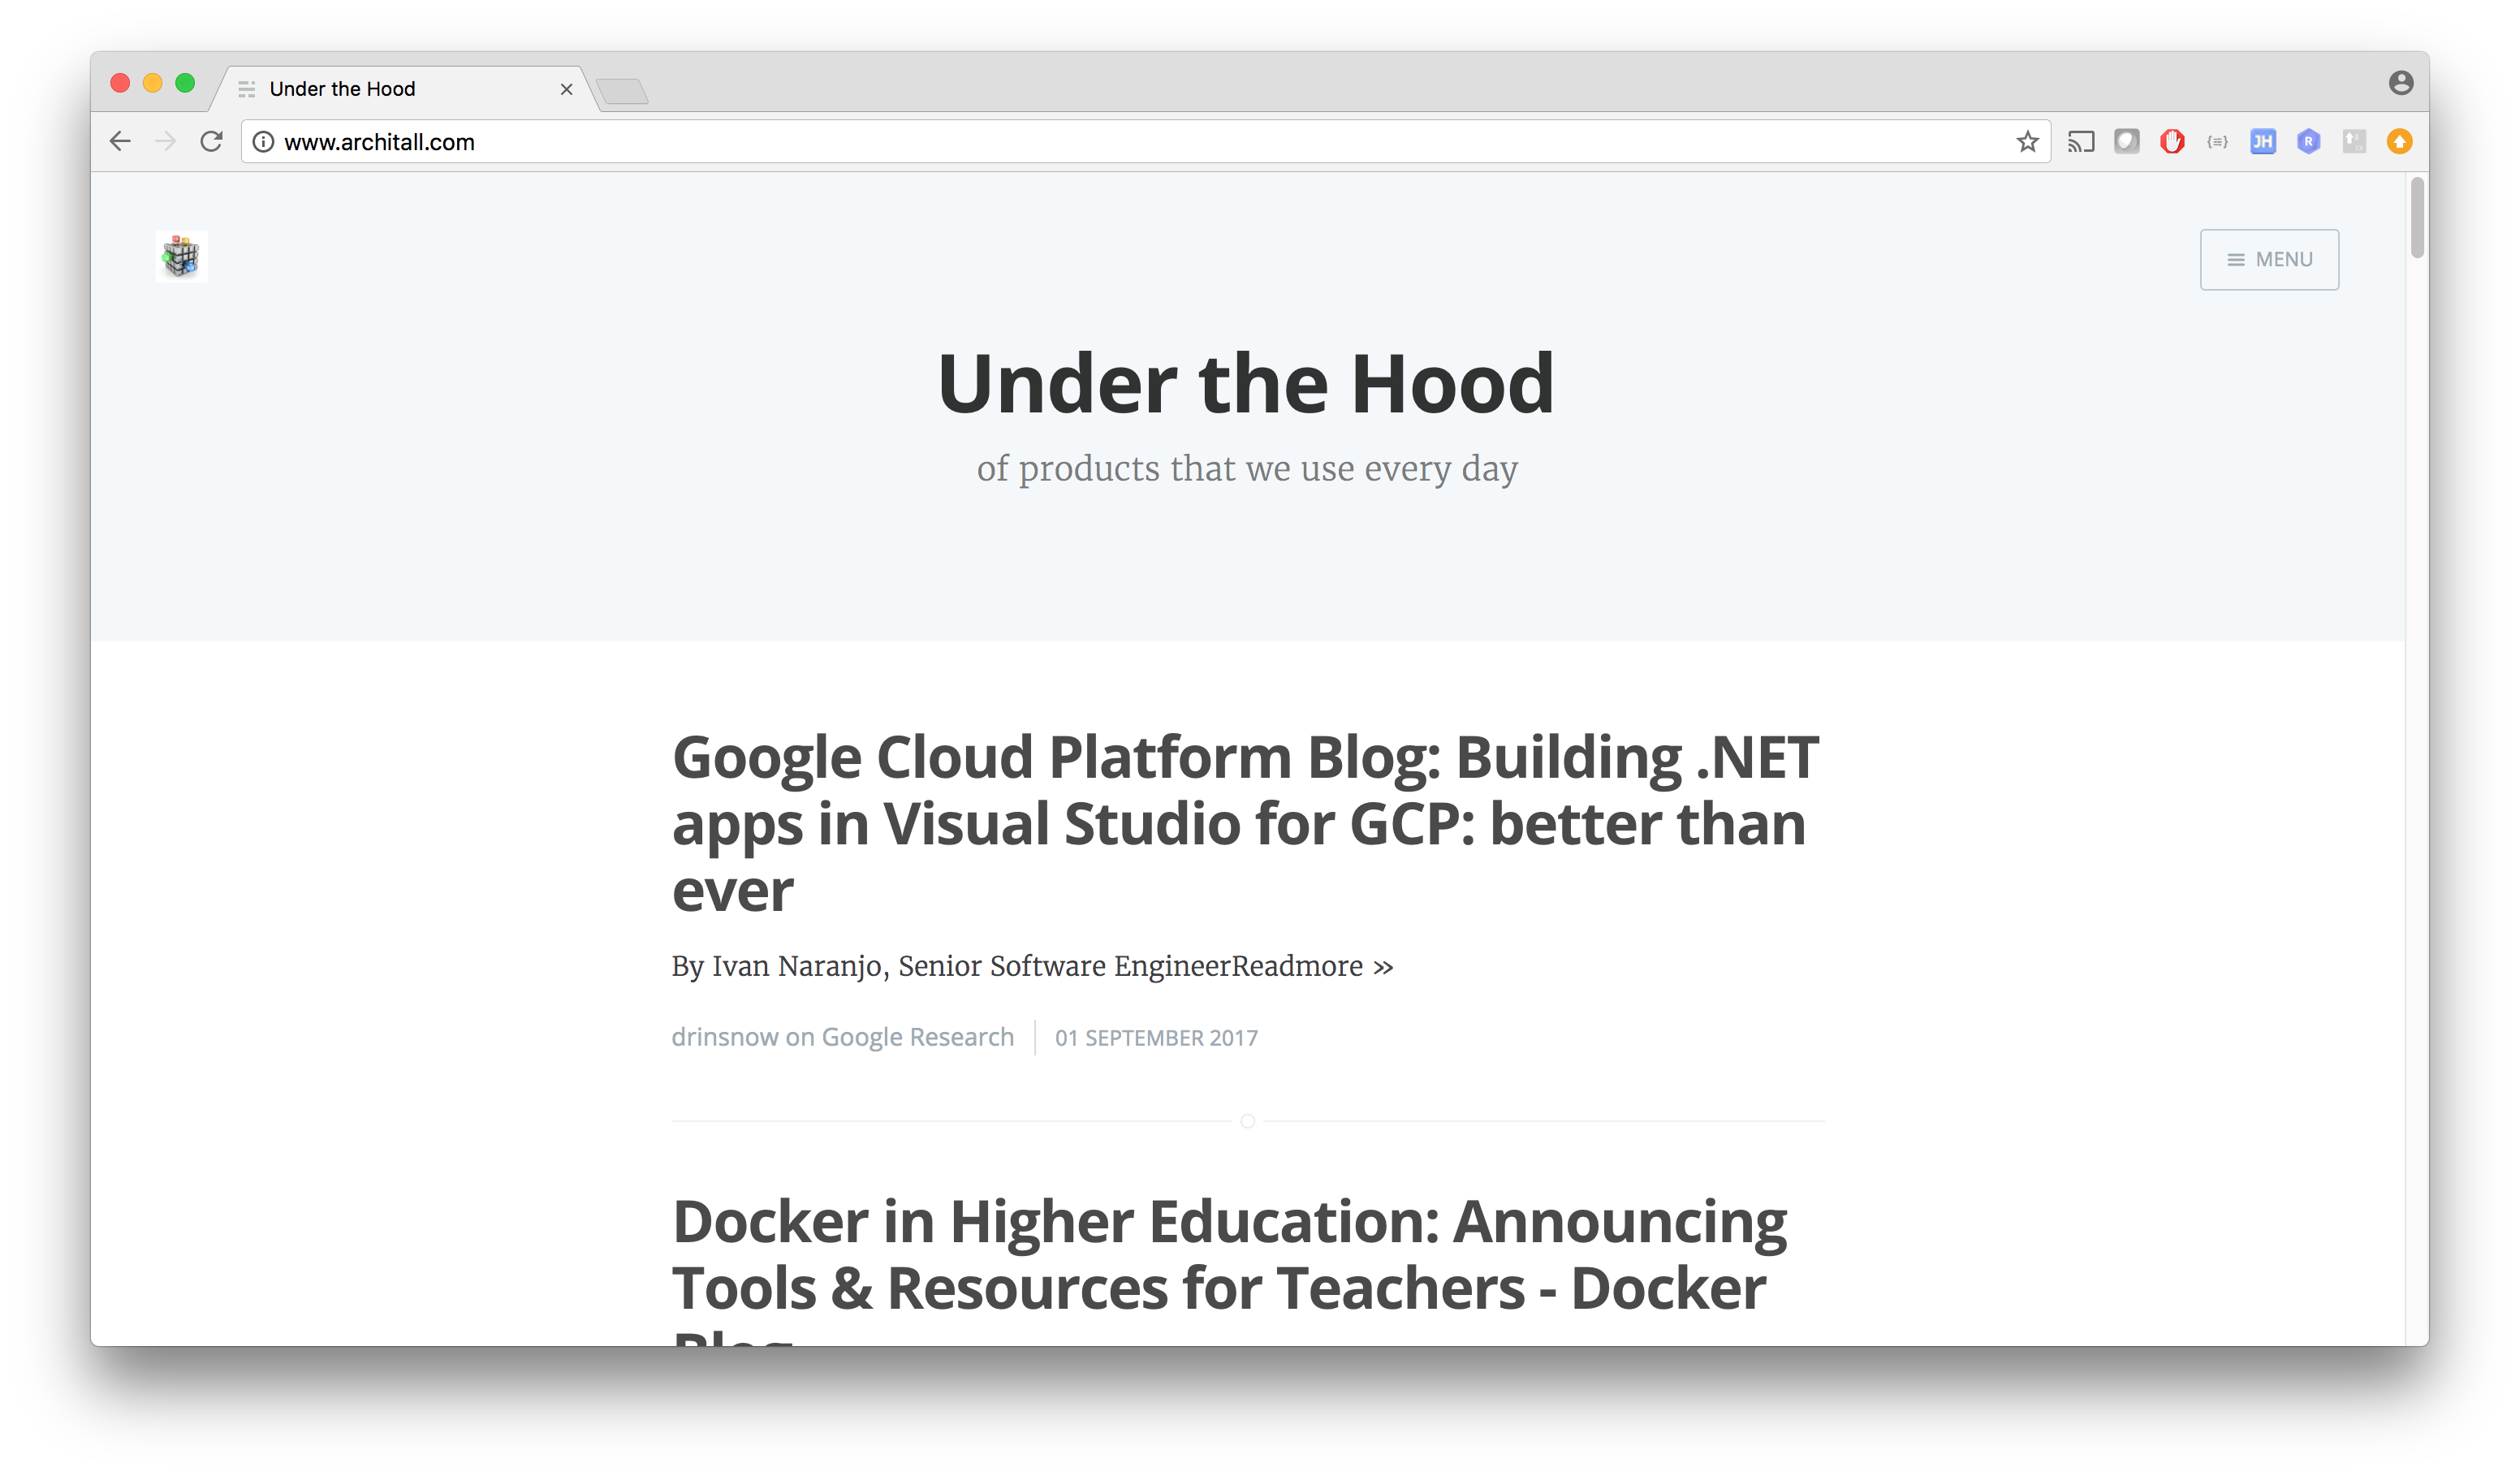 Under the Hood
www.architall.com
JH
R
MENU
Under the Hood
of products that we use every day
Google Cloud Platform Blog: Building .NET
apps in Visual Studio for GCP: better than
ever
By Ivan Naranjo, Senior Software EngineerReadmore »
drinsnow on Google Research
01 SEPTEMBER 2017
Docker in Higher Education: Announcing
Tools & Resources for Teachers - Docker
Blog